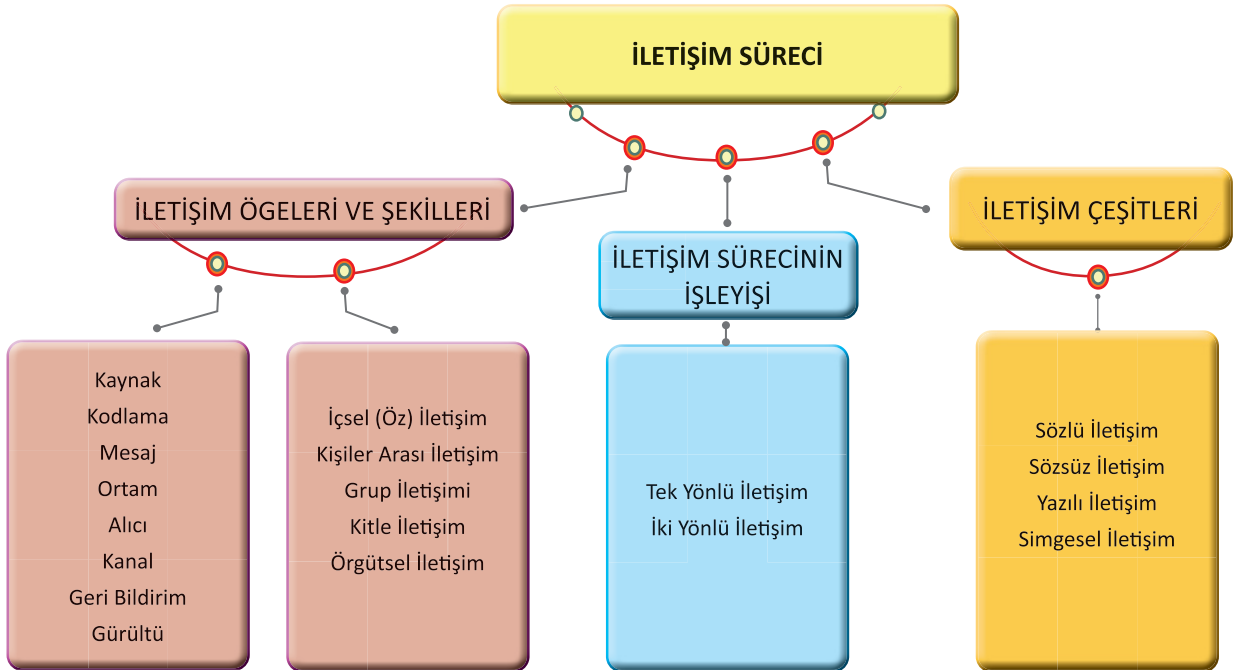 İLETİŞİM SÜRECİ
İLETİŞİM ÖGELERİ VE ŞEKİLLERİ
Kaynak
Kodlama
Mesaj
Ortam
Alıcı
Kanal
Geri Bildirim
Gürültü
İçsel (Öz) İletişim
Kişiler Arası İletişim
Grup İletişimi
Kitle İletişim
Örgütsel İletişim
İLETİŞİM SÜRECİNİN
İŞLEYİŞİ
Tek Yönlü İletişim
İki Yönlü İletişim
İLETİŞİM ÇEŞİTLERİ
Sözlü İletişim
Sözsüz İletişim
Yazılı İletişim
Simgesel İletişim